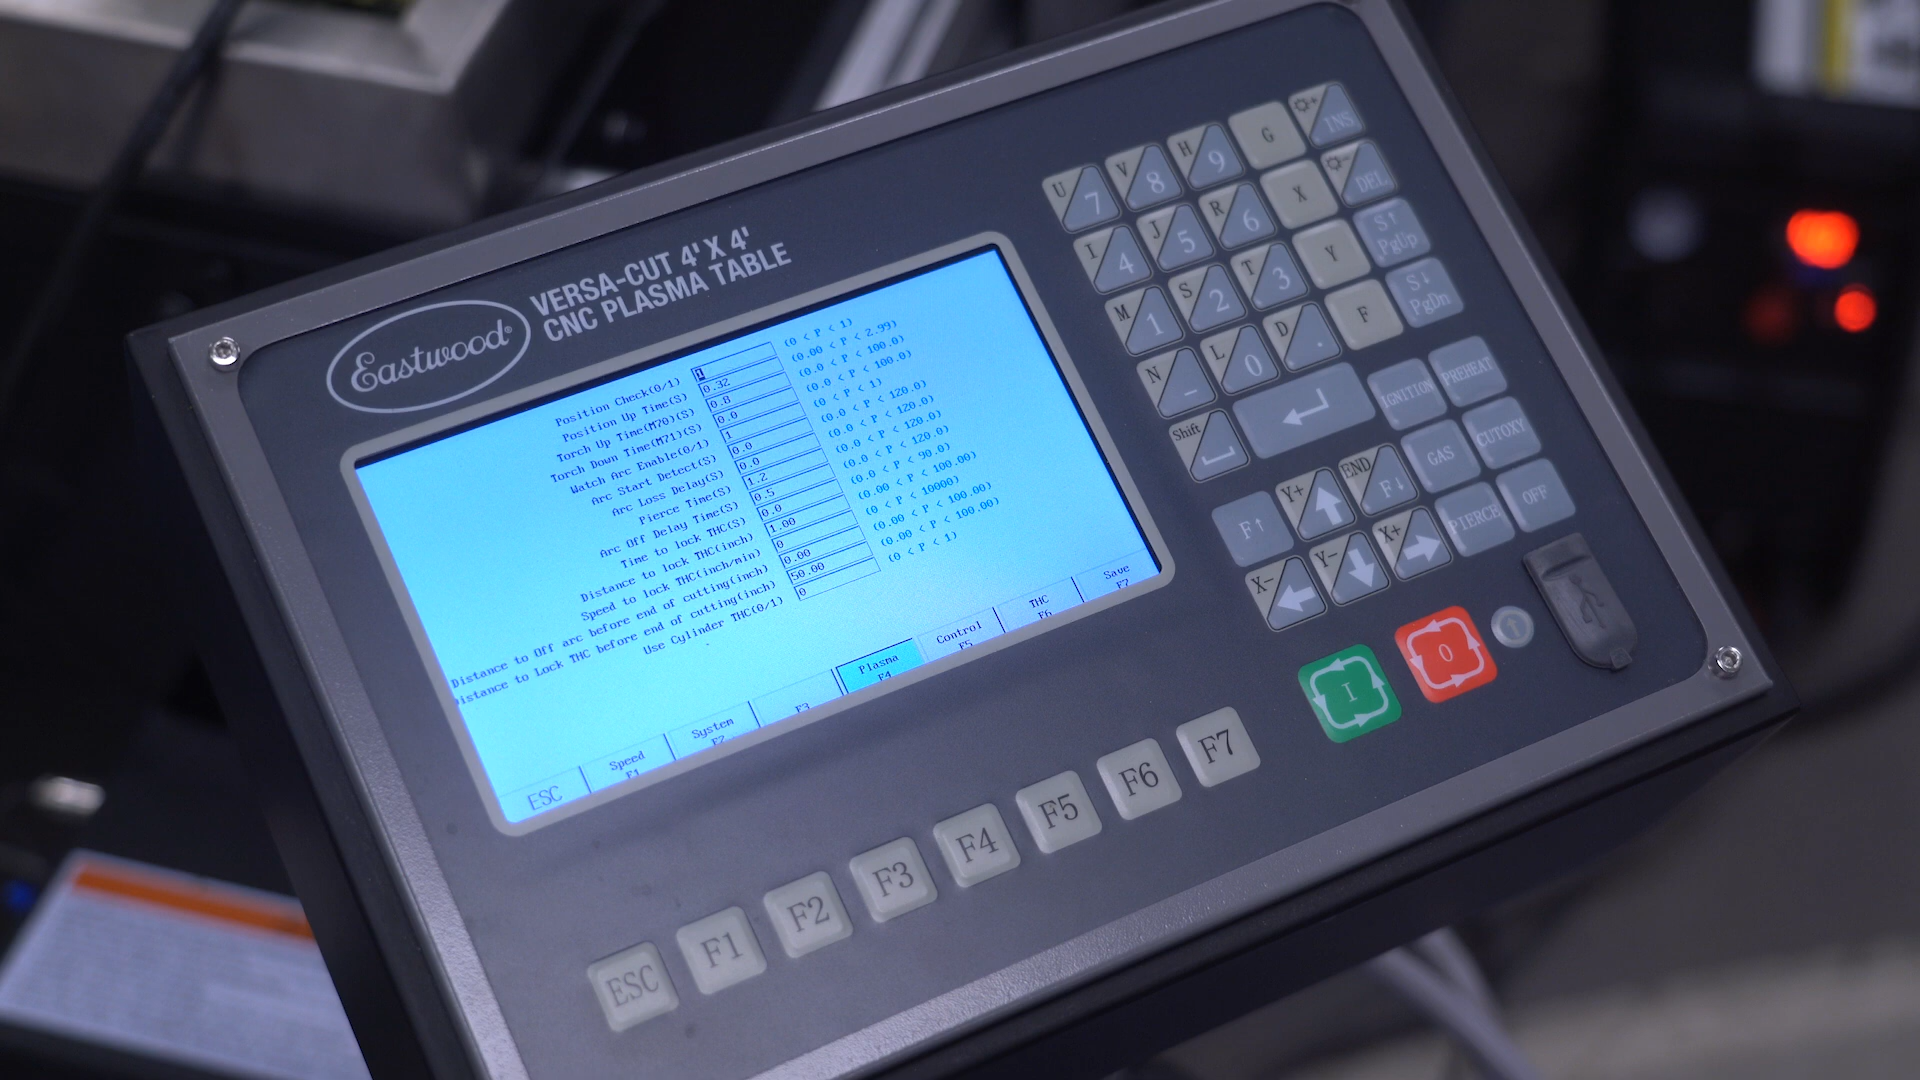 Eastwood®
VERSA-CUT 4' X 4'
CNC PLASMA TABLE
Position Check(0/1) 1 (0 < P < 1)
Position Up Time(S) 0.32 (0.00 < P < 2.99)
Torch Up Time(M70)(S) 0.8 (0.0 < P < 100.0)
Torch Down Time(M71)(S) 0.0 (0.0 < P < 100.0)
Watch Arc Enable(0/1) 1 (0 < P < 1)
Arc Start Detect(S) 0.0 (0.0 < P < 120.0)
Arc Loss Delay(S) 0.0 (0.0 < P < 120.0)
Pierce Time(S) 1.2 (0.0 < P < 120.0)
Arc Off Delay Time(S) 0.5 (0.0 < P < 120.0)
Time to lock THC(S) 0.0 (0.0 < P < 90.0)
Distance to lock THC(inch) 1.00 (0.00 < P < 100.00)
Speed to lock THC(inch/min) 0 (0 < P < 10000)
Distance to Off arc before end of cutting(inch) 0.00 (0.00 < P < 100.00)
Distance to Lock THC before end of cutting(inch) 50.00 (0.00 < P < 100.00)
Use Cylinder THC(0/1) 0 (0 < P < 1)
ESC Speed System Plasma Control THC Save
F1 F2 F3 F4 F5 F6 F7
ESC F1 F2 F3 F4 F5 F6 F7
U 7 V 8 H 9 G INS
I 4 J 5 R 6 X DEL
M 1 S 2 T 3 Y S↑ PgUp
N - L 0 D . F S↓ PgDn
Shift IGNITION PREHEAT
F↑ Y+ END F↓ GAS CUTOXY
X- Y- X+ PIERCE OFF
I 0